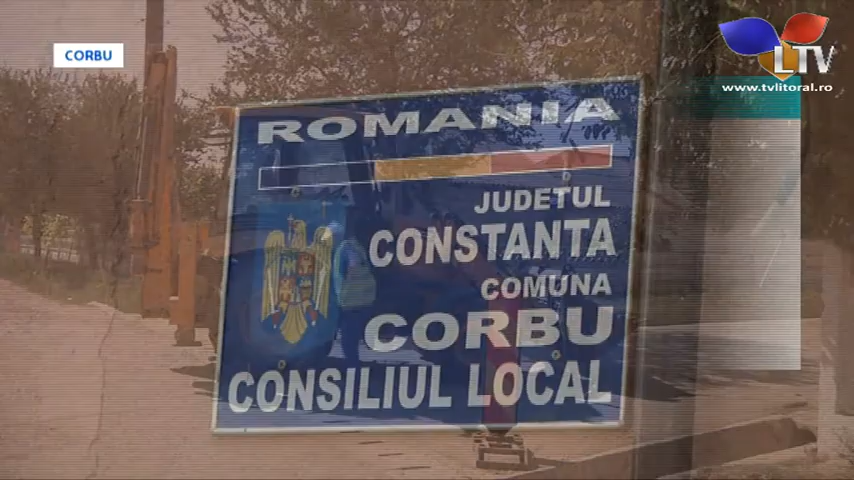 CORBU
LTV
www.tvlitoral.ro
ROMANIA
JUDETUL
CONSTANTA
COMUNA
CORBU
CONSILIUL LOCAL